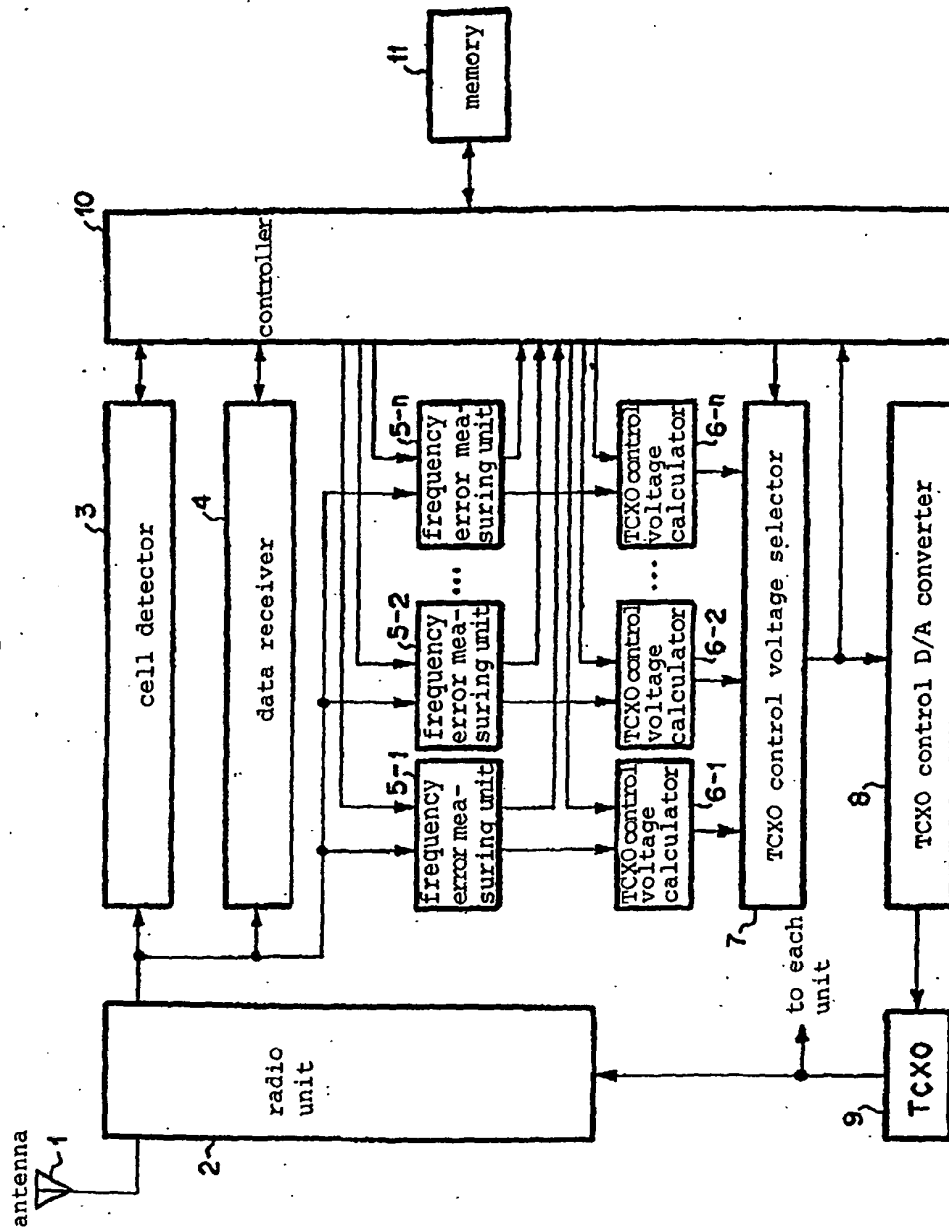 antenna
1
radio
unit
2
3
cell detector
4
data receiver
5-1
frequency
error mea-
suring unit
5-2
frequency
error mea-
suring unit
...
5-n
frequency
error mea-
suring unit
6-1
TCXO control
voltage
calculator
6-2
TCXO control
voltage
calculator
...
6-n
TCXO control
voltage
calculator
7
TCXO control voltage selector
8
TCXO control D/A converter
9
TCXO
to each
unit
10
controller
11
memory